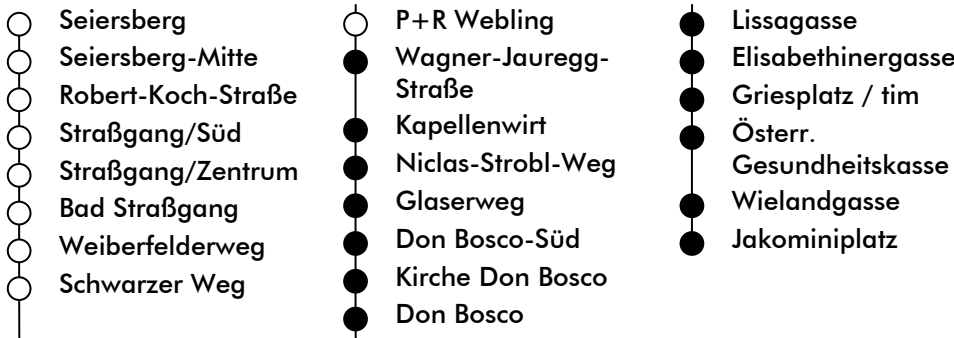 Seiersberg
Seiersberg-Mitte
Robert-Koch-Straße
Straßgang/Süd
Straßgang/Zentrum
Bad Straßgang
Weiberfelderweg
Schwarzer Weg
P+R Webling
Wagner-Jauregg-
Straße
Kapellenwirt
Niclas-Strobl-Weg
Glaserweg
Don Bosco-Süd
Kirche Don Bosco
Don Bosco
Lissagasse
Elisabethinergasse
Griesplatz / tim
Österr.
Gesundheitskasse
Wielandgasse
Jakominiplatz